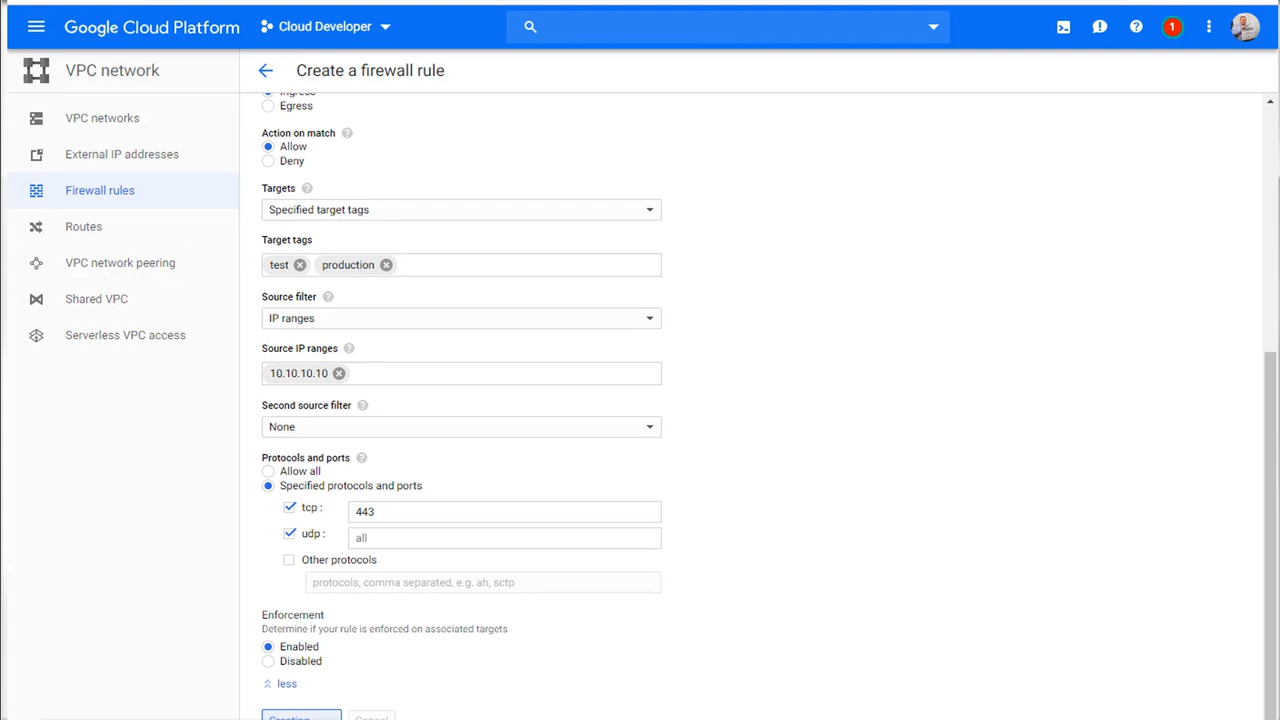 Google Cloud Platform
Cloud Developer
1
VPC network
Create a firewall rule
VPC networks
External IP addresses
Firewall rules
Routes
VPC network peering
Shared VPC
Serverless VPC access
Ingress
Egress
Action on match
Allow
Deny
Targets
Specified target tags
Target tags
test production
Source filter
IP ranges
Source IP ranges
10.10.10.10
Second source filter
None
Protocols and ports
Allow all
Specified protocols and ports
tcp : 443
udp : all
Other protocols
protocols, comma separated, e.g. ah, sctp
Enforcement
Determine if your rule is enforced on associated targets
Enabled
Disabled
less
Creating
Cancel